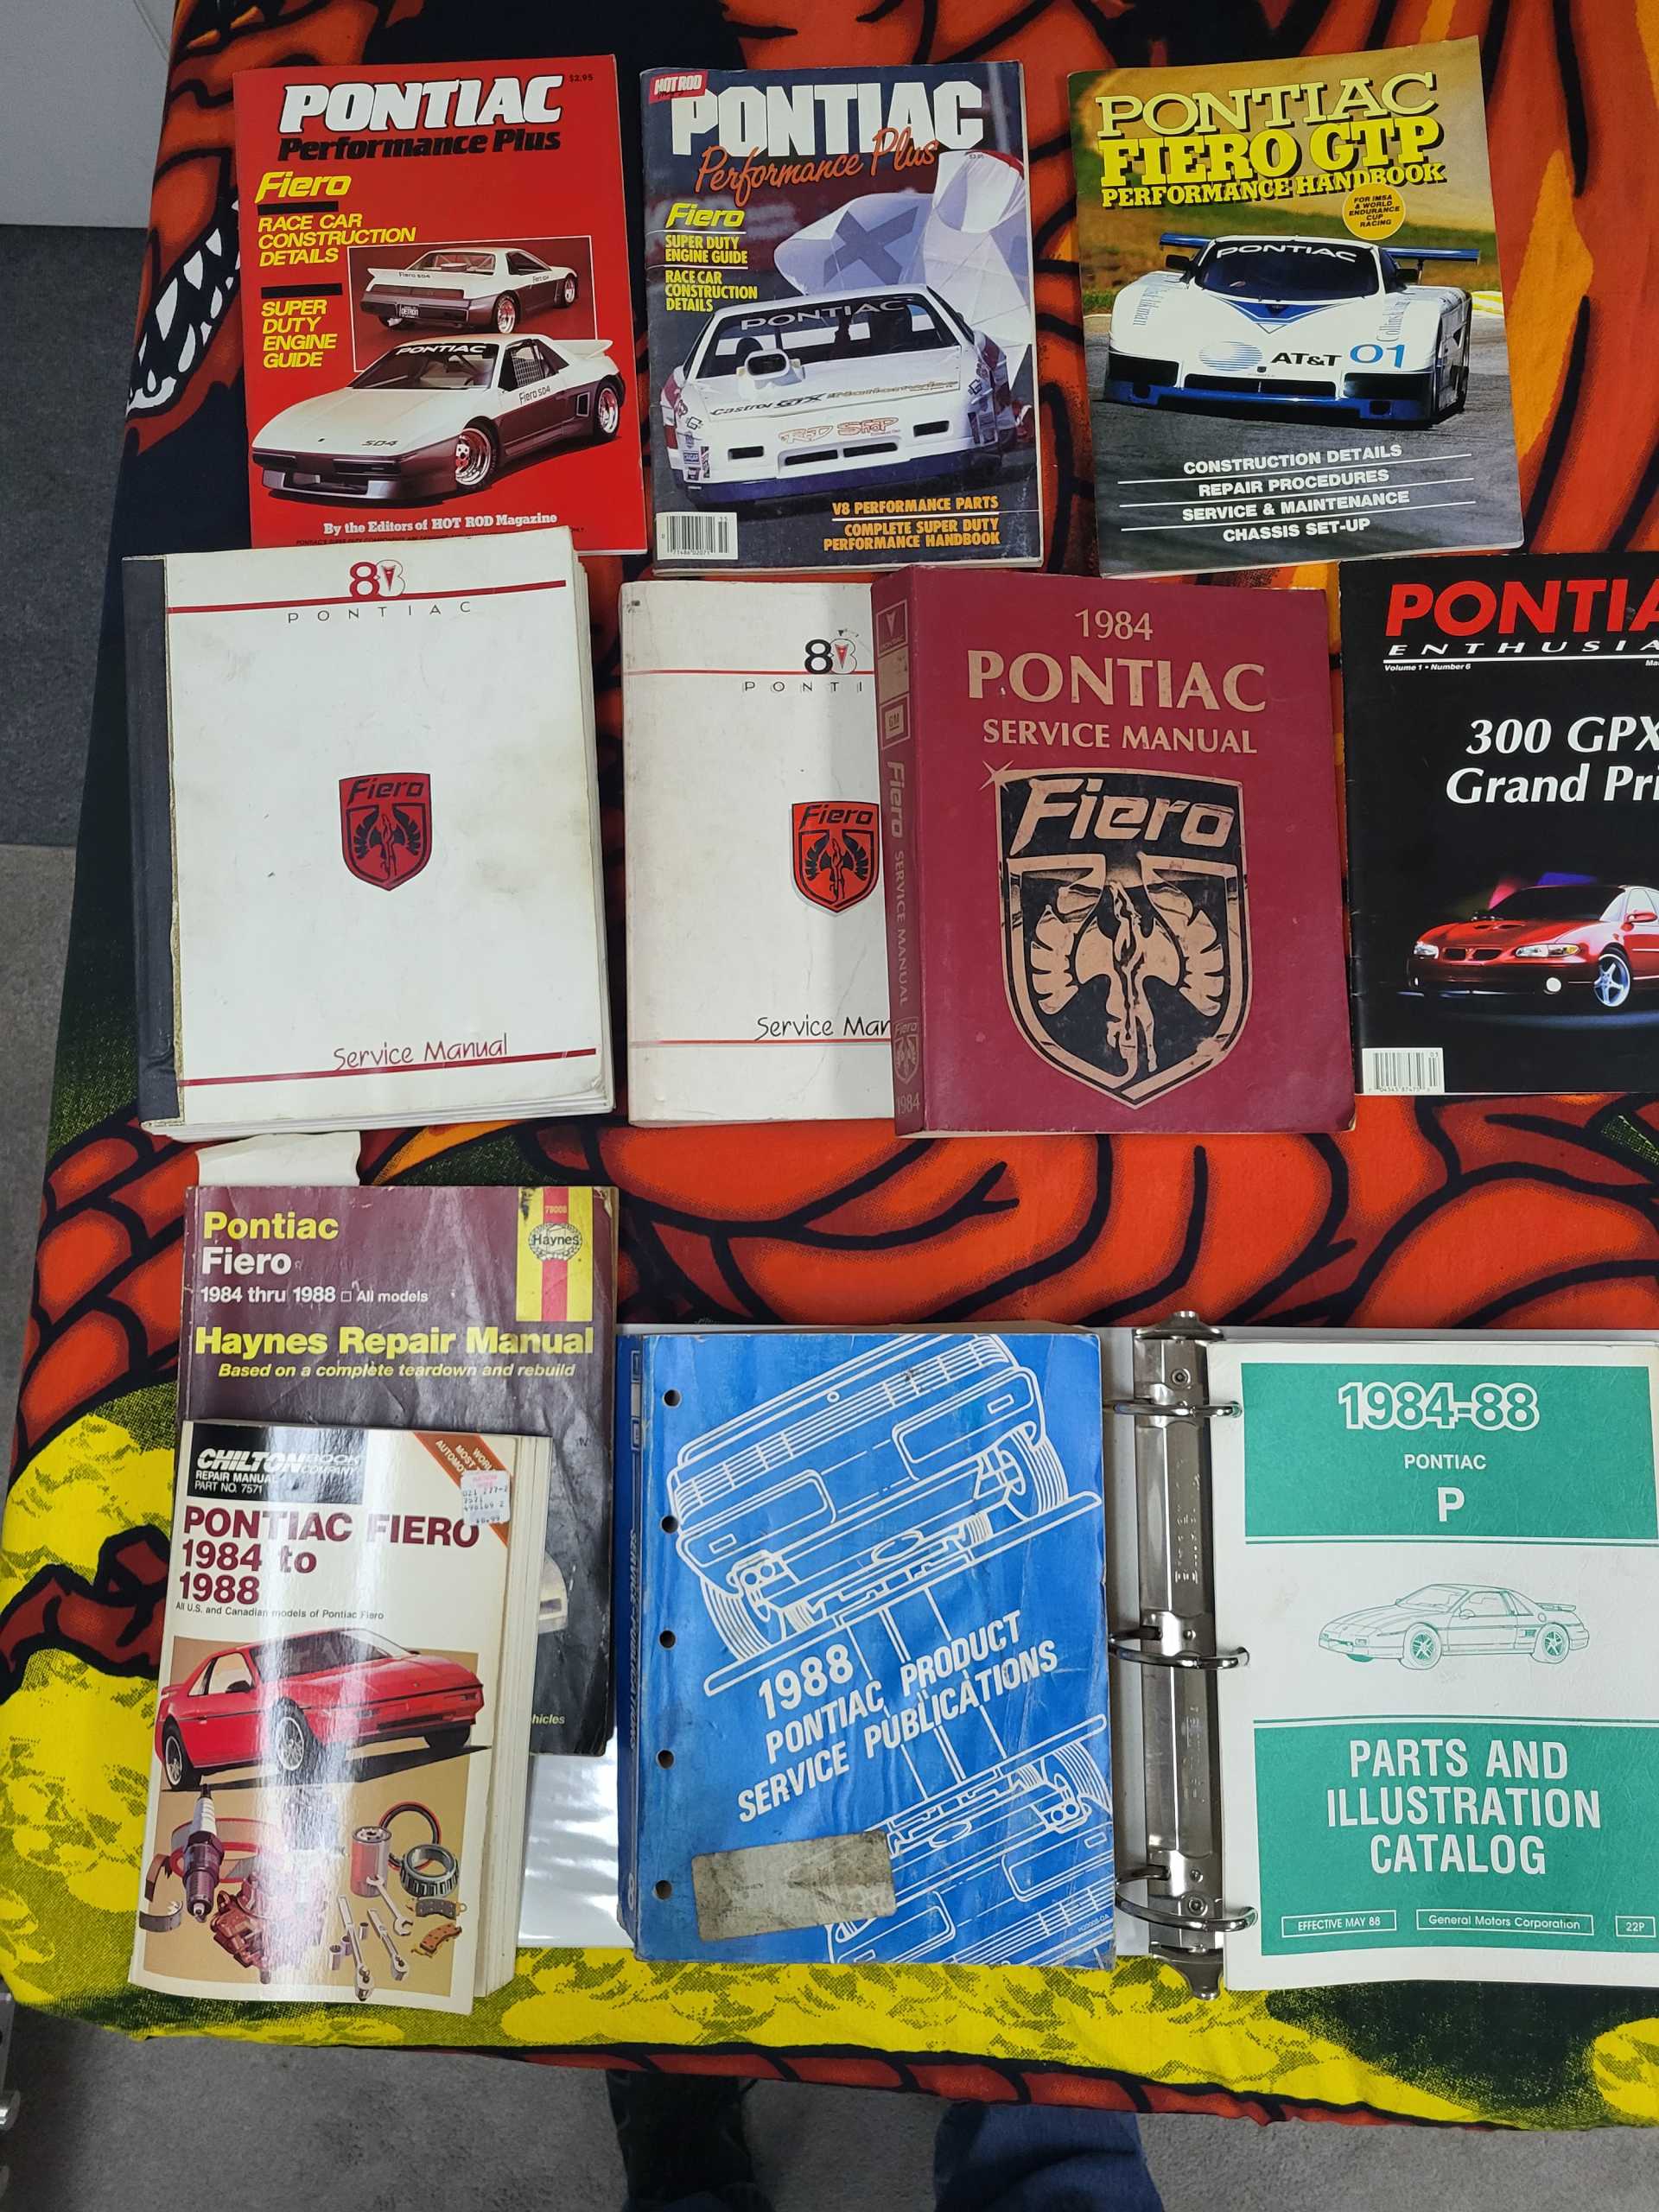 PONTIAC
$2.95
Performance Plus
Fiero
RACE CAR
CONSTRUCTION
DETAILS
SUPER
DUTY
ENGINE
GUIDE
Fiero SD4
PONTIAC
Fiero SD4
SD4
By the Editors of HOT ROD Magazine
HOT ROD
PONTIAC
Performance Plus
Fiero
SUPER DUTY
ENGINE GUIDE
RACE CAR
CONSTRUCTION
DETAILS
PONTIAC
Castrol GTX
ROD SHOP
V8 PERFORMANCE PARTS
COMPLETE SUPER DUTY
PERFORMANCE HANDBOOK
PONTIAC
FIERO GTP
PERFORMANCE HANDBOOK
FOR IMSA
& WORLD
ENDURANCE
CUP
RACING
PONTIAC
AT&T 01
CONSTRUCTION DETAILS
REPAIR PROCEDURES
SERVICE & MAINTENANCE
CHASSIS SET-UP
88
PONTIAC
Fiero
Service Manual
88
PONTI
Fiero
Service Man
1984
PONTIAC
SERVICE MANUAL
Fiero
PONTIAC
GM
Fiero SERVICE MANUAL
Fiero
1984
PONTIA
ENTHUSIA
Volume 1 • Number 6
300 GPX
Grand Pri
Pontiac
Fiero
1984 thru 1988 □ All models
Haynes Repair Manual
Based on a complete teardown and rebuild
Haynes
hicles
CHILTON BOOK
COMPANY
REPAIR MANUAL
PART NO. 7571
PONTIAC FIERO
1984 to
1988
All U.S. and Canadian models of Pontiac Fiero
1988
PONTIAC PRODUCT
SERVICE PUBLICATIONS
1984-88
PONTIAC
P
PARTS AND
ILLUSTRATION
CATALOG
EFFECTIVE MAY 88
General Motors Corporation
22P